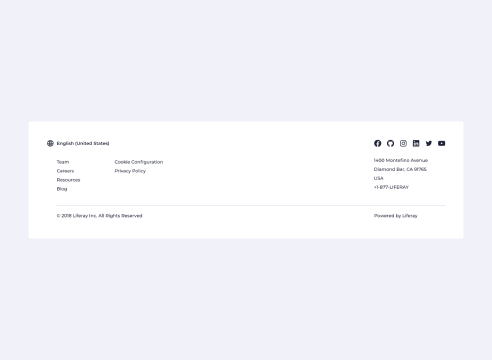 English (United States)
Team
Careers
Resources
Blog
Cookie Configuration
Privacy Policy
1400 Montefino Avenue
Diamond Bar, CA 91765
USA
+1-877-LIFERAY
© 2018 Liferay Inc. All Rights Reserved
Powered by Liferay